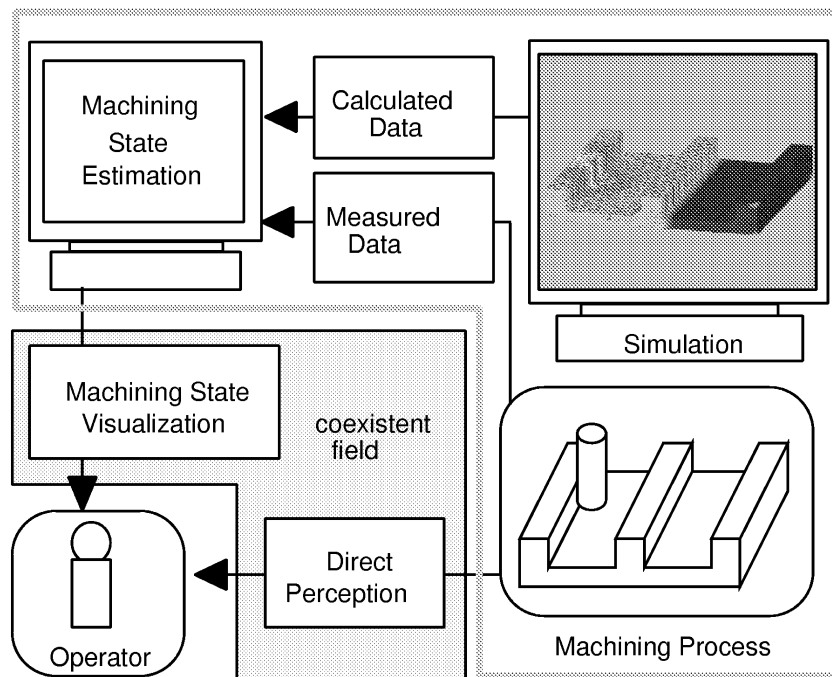 Machining
State
Estimation
Calculated
Data
Measured
Data
Simulation
Machining State
Visualization
coexistent
field
Direct
Perception
Operator
Machining Process